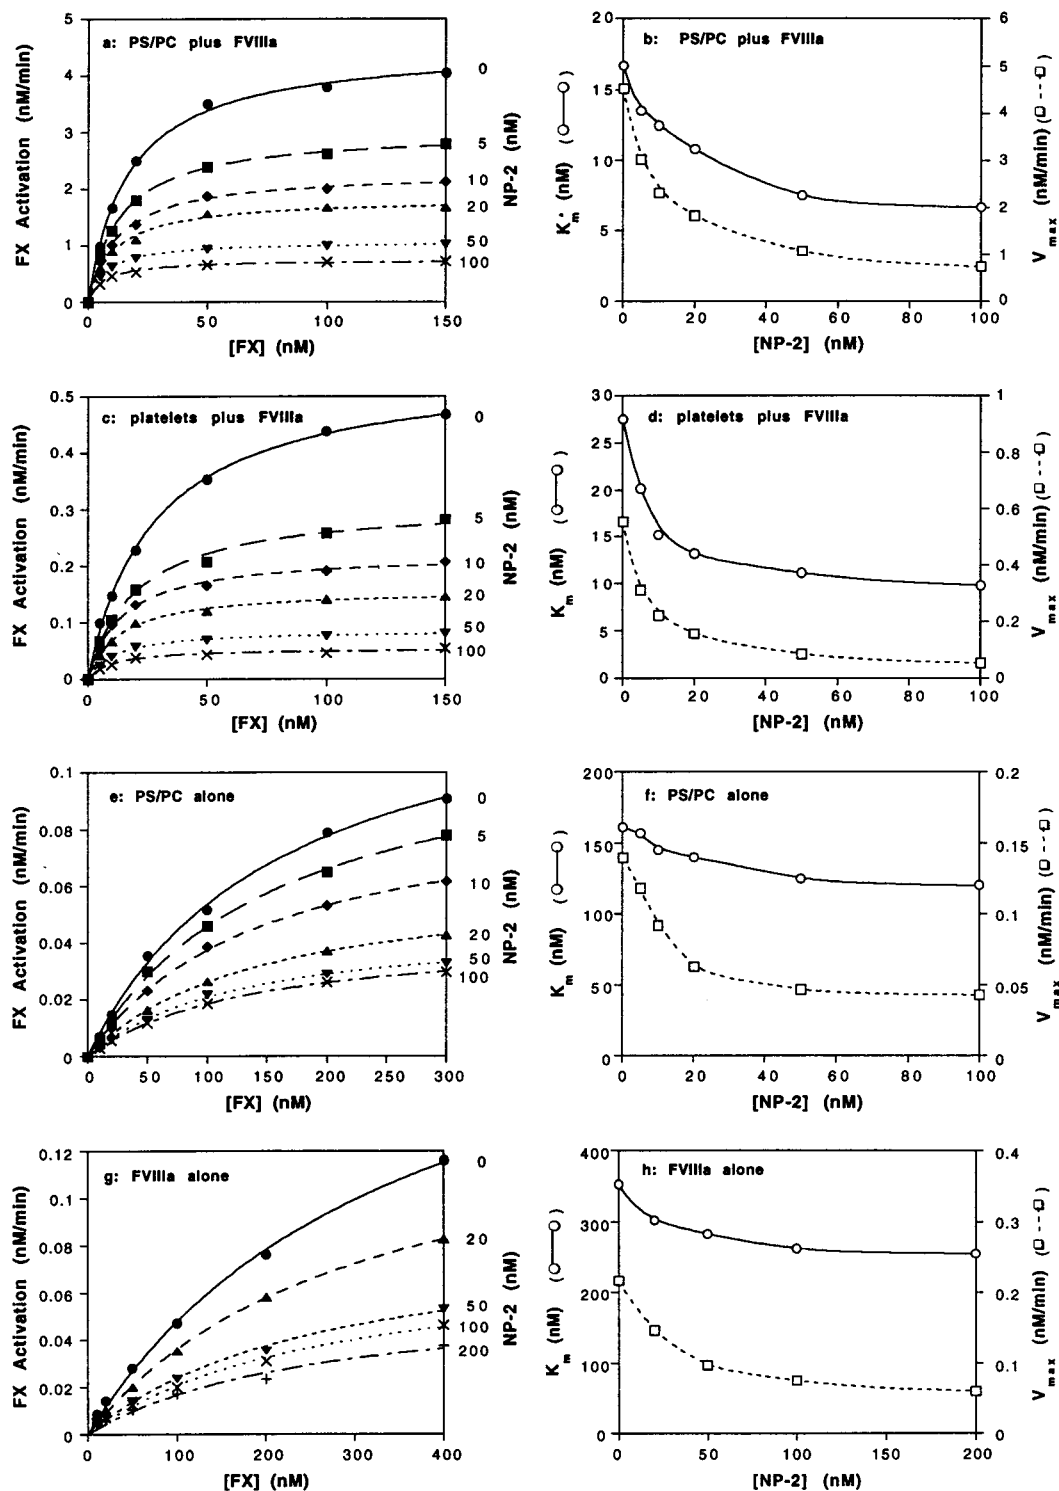 a: PS/PC plus FVIIIa
FX Activation (nM/min)
5
4
3
2
1
0
0 50 100 150
[FX] (nM)
0
5
10
20
50
100
NP-2 (nM)
b: PS/PC plus FVIIIa
Km (nM)
20
15
10
5
0
0 20 40 60 80 100
[NP-2] (nM)
6
5
4
3
2
1
0
Vmax (nM/min)
c: platelets plus FVIIIa
FX Activation (nM/min)
0.5
0.4
0.3
0.2
0.1
0
0 50 100 150
[FX] (nM)
0
5
10
20
50
100
NP-2 (nM)
d: platelets plus FVIIIa
Km (nM)
30
25
20
15
10
5
0
0 20 40 60 80 100
[NP-2] (nM)
1
0.8
0.6
0.4
0.2
0
Vmax (nM/min)
e: PS/PC alone
FX Activation (nM/min)
0.1
0.08
0.06
0.04
0.02
0
0 50 100 150 200 250 300
[FX] (nM)
0
5
10
20
50
100
NP-2 (nM)
f: PS/PC alone
Km (nM)
200
150
100
50
0
0 20 40 60 80 100
[NP-2] (nM)
0.2
0.15
0.1
0.05
0
Vmax (nM/min)
g: FVIIIa alone
FX Activation (nM/min)
0.12
0.1
0.08
0.06
0.04
0.02
0
0 100 200 300 400
[FX] (nM)
0
20
50
100
200
NP-2 (nM)
h: FVIIIa alone
Km (nM)
400
300
200
100
0
0 50 100 150 200
[NP-2] (nM)
0.4
0.3
0.2
0.1
0
Vmax (nM/min)